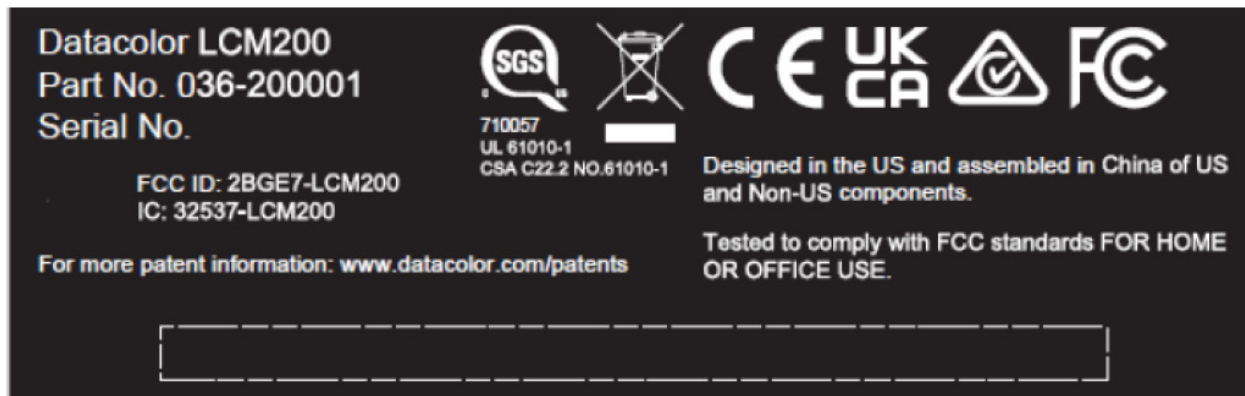 Datacolor LCM200
Part No. 036-200001
Serial No.
FCC ID: 2BGE7-LCM200
IC: 32537-LCM200
For more patent information: www.datacolor.com/patents
SGS
C US
710057
UL 61010-1
CSA C22.2 NO.61010-1
CE
UK
CA
FC
Designed in the US and assembled in China of US
and Non-US components.
Tested to comply with FCC standards FOR HOME
OR OFFICE USE.